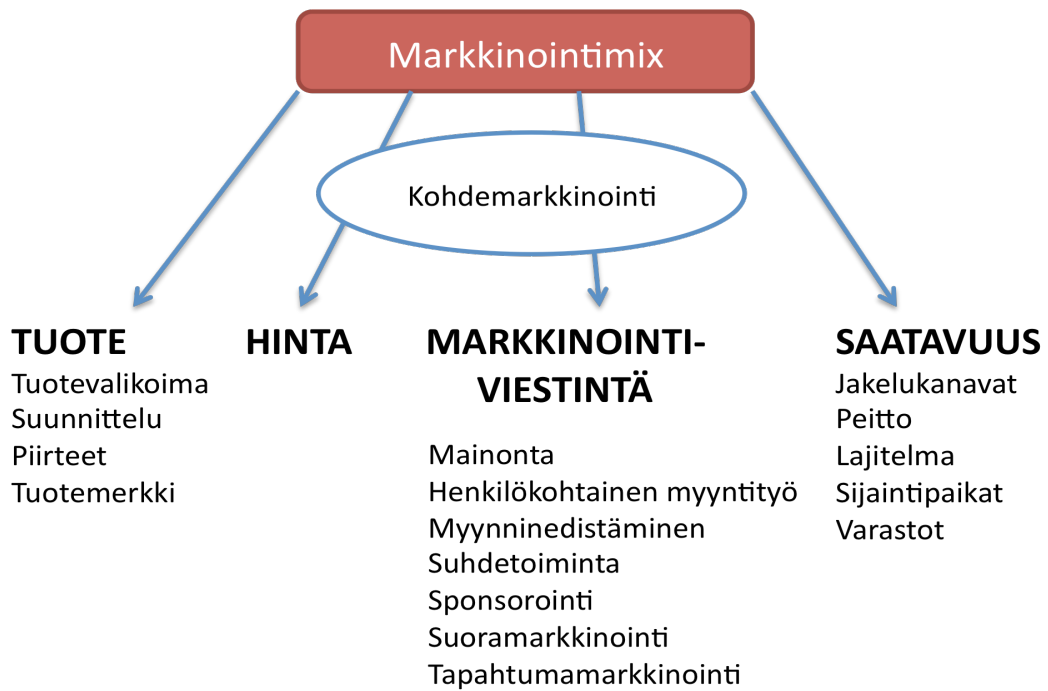 Markkinointimix
Kohdemarkkinointi
TUOTE
Tuotevalikoima
Suunnittelu
Piirteet
Tuotemerkki
HINTA
MARKKINOINTI-
VIESTINTÄ
Mainonta
Henkilökohtainen myyntityö
Myynninedistäminen
Suhdetoiminta
Sponsorointi
Suoramarkkinointi
Tapahtumamarkkinointi
SAATAVUUS
Jakelukanavat
Peitto
Lajitelma
Sijaintipaikat
Varastot